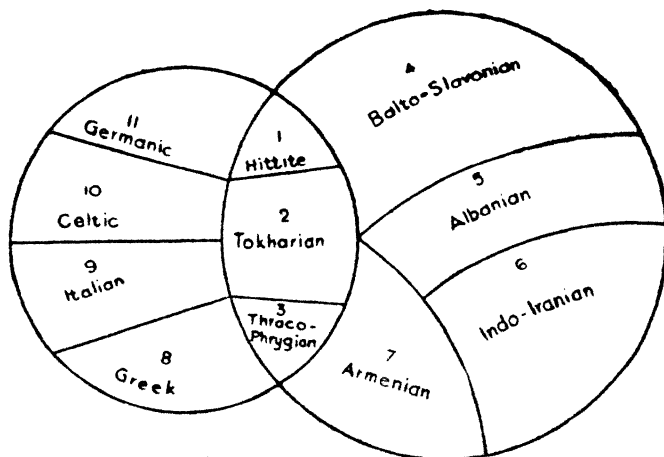 11
Germanic
1
Hittite
4
Balto-Slavonian
10
Celtic
2
Tokharian
5
Albanian
9
Italian
3
Thraco-
Phrygian
6
Indo-Iranian
8
Greek
7
Armenian